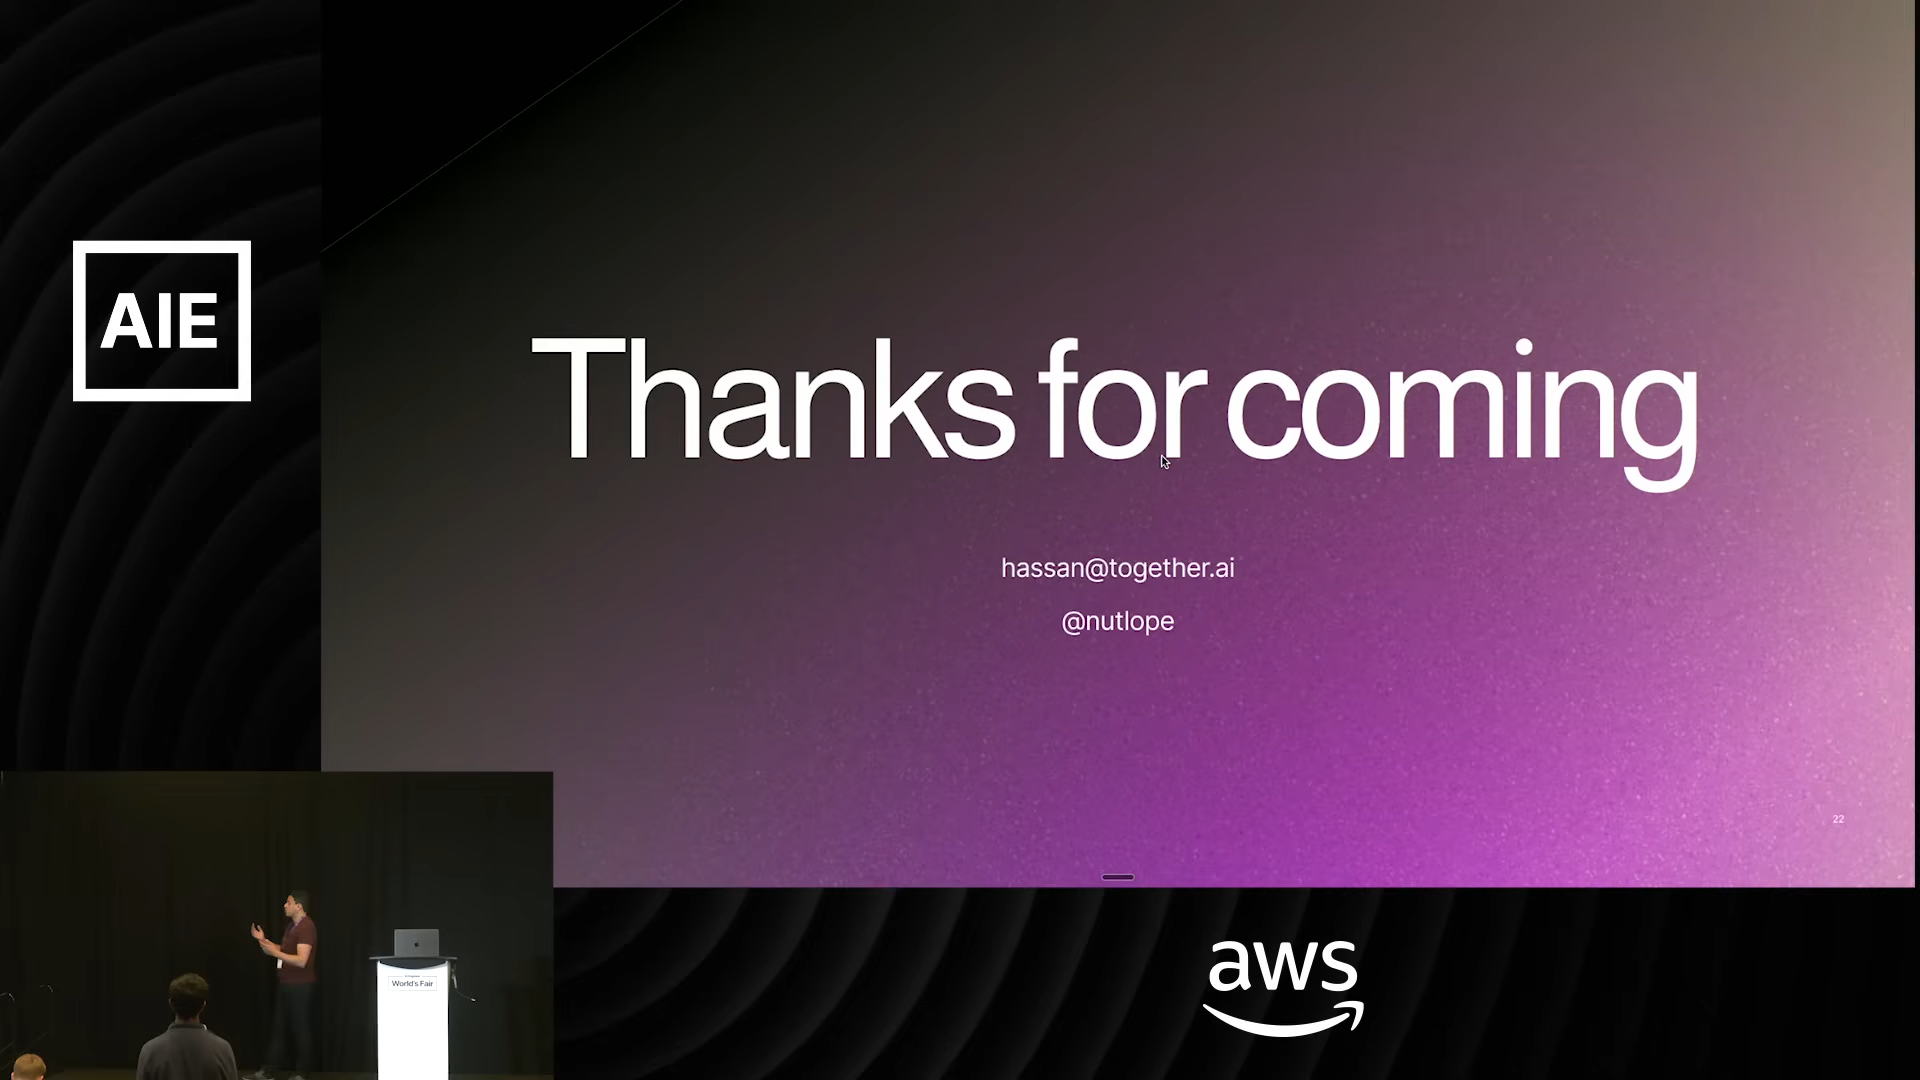 AIE
Thanks for coming
hassan@together.ai
@nutlope
22
World's Fair
aws